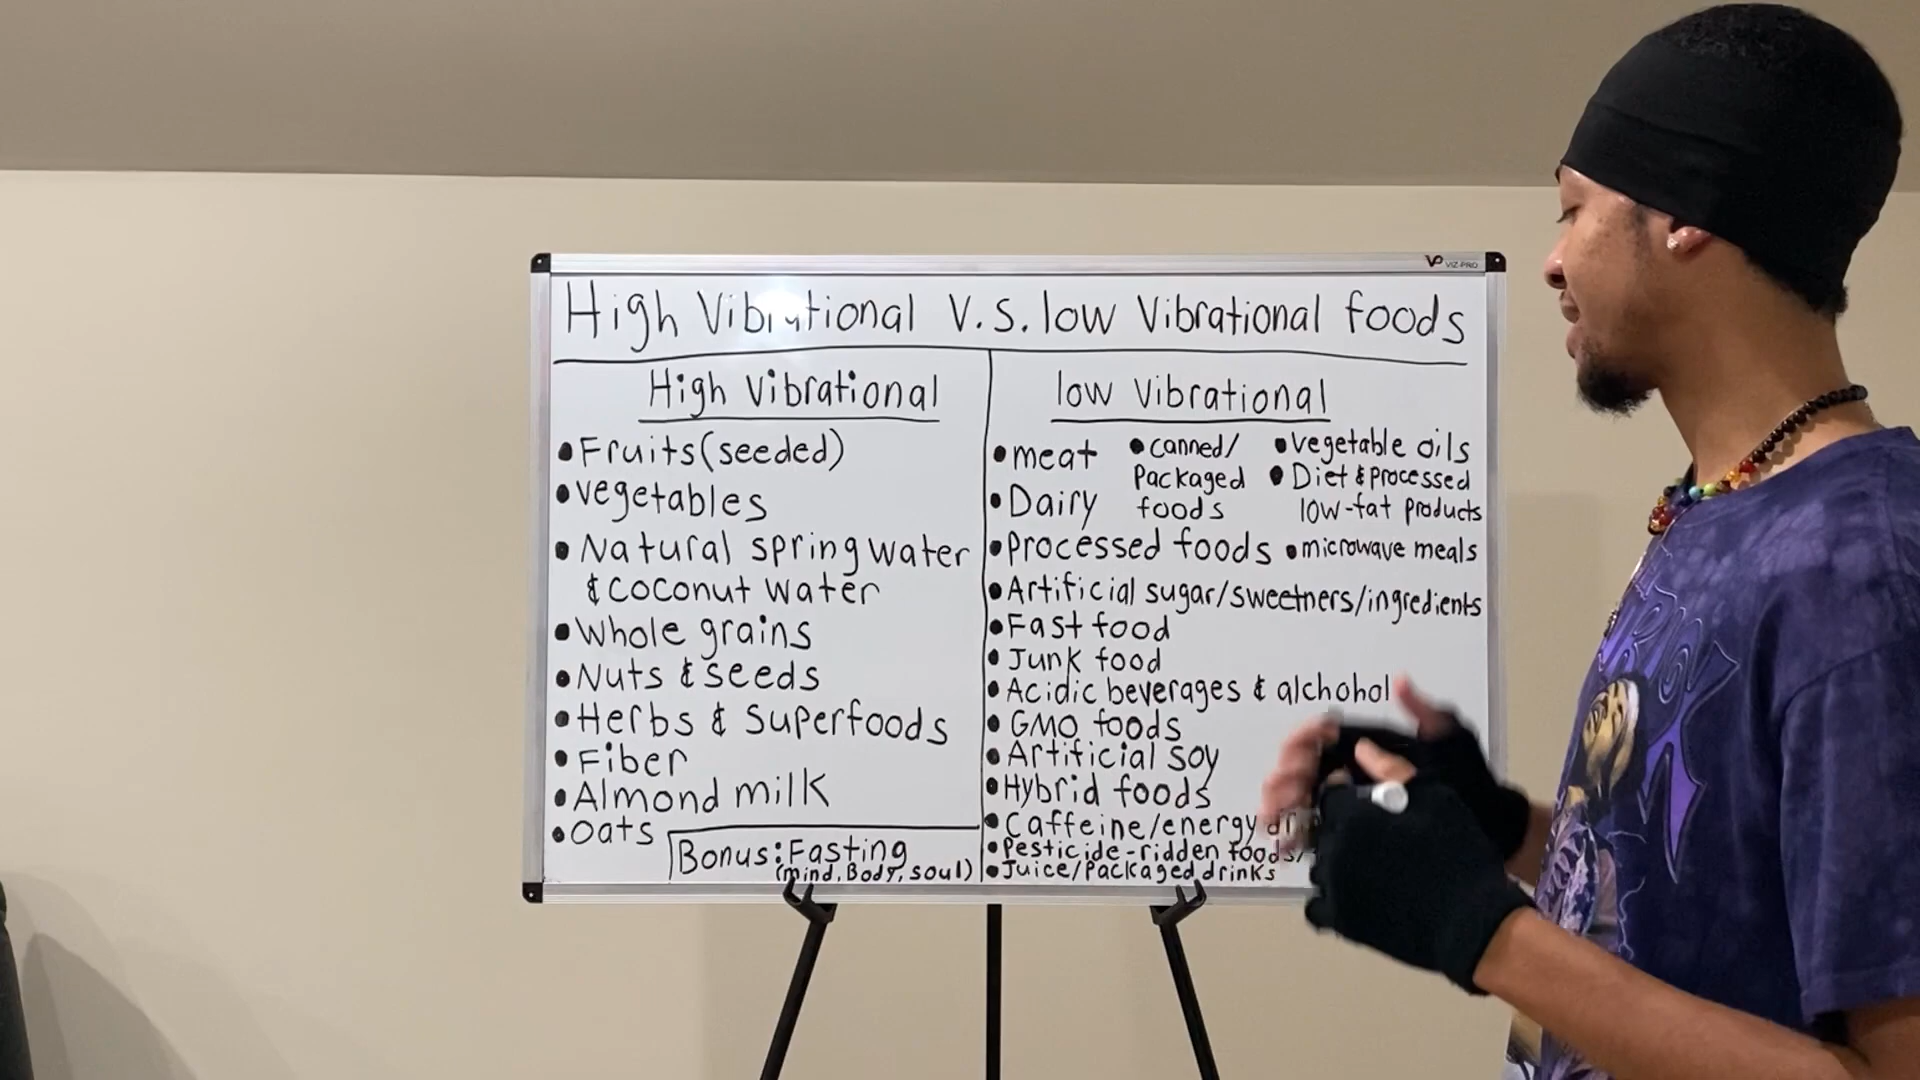 VP VIZ-PRO
High Vibrational V.S. low Vibrational foods
High Vibrational
•Fruits (seeded)
•vegetables
•Natural spring water
& coconut water
•Whole grains
•Nuts & seeds
•Herbs & Superfoods
•Fiber
•Almond milk
•oats
Bonus: Fasting
(mind, Body, soul)
low Vibrational
•meat
•Dairy
•canned/
Packaged
foods
•vegetable oils
•Diet & processed
low-fat products
•Processed foods
•microwave meals
•Artificial sugar/sweetners/ingredients
•Fast food
•Junk food
•Acidic beverages & alchohol
•GMO foods
•Artificial soy
•Hybrid foods
•Caffeine/energy
•Pesticide-ridden foods/
•Juice/Packaged drinks